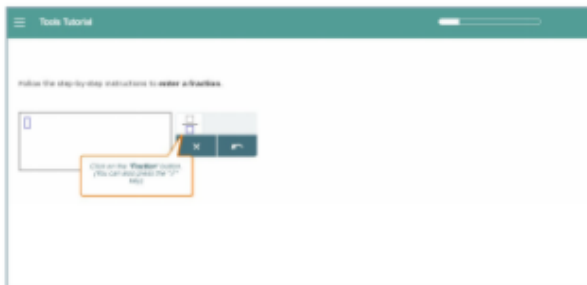 Tools Tutorial
Follow the step-by-step instructions to enter a fraction.
Click on the "Fraction" button.
(You can also press the "/"
key.)